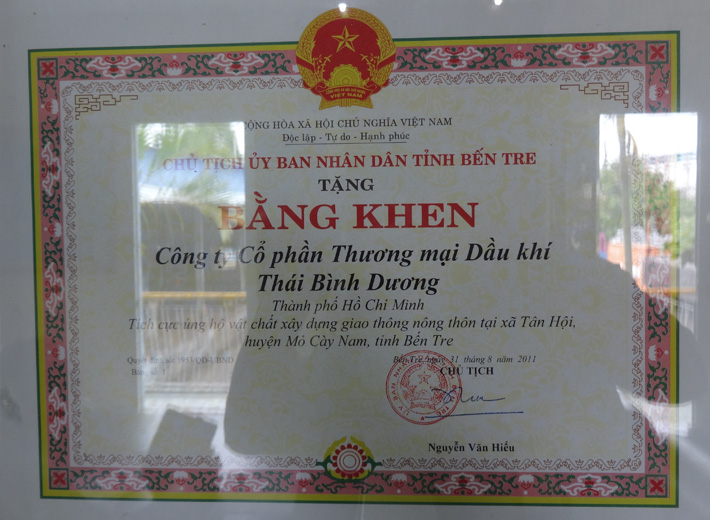 VIỆT NAM
CỘNG HÒA XÃ HỘI CHỦ NGHĨA VIỆT NAM
Độc lập - Tự do - Hạnh phúc
CHỦ TỊCH ỦY BAN NHÂN DÂN TỈNH BẾN TRE
TẶNG
BẰNG KHEN
Công ty Cổ phần Thương mại Dầu khí
Thái Bình Dương
Thành phố Hồ Chí Minh
Tích cực ủng hộ vật chất xây dựng giao thông nông thôn tại xã Tân Hội,
huyện Mỏ Cày Nam, tỉnh Bến Tre
Bến Tre, ngày 31 tháng 8 năm 2011
CHỦ TỊCH
Nguyễn Văn Hiếu